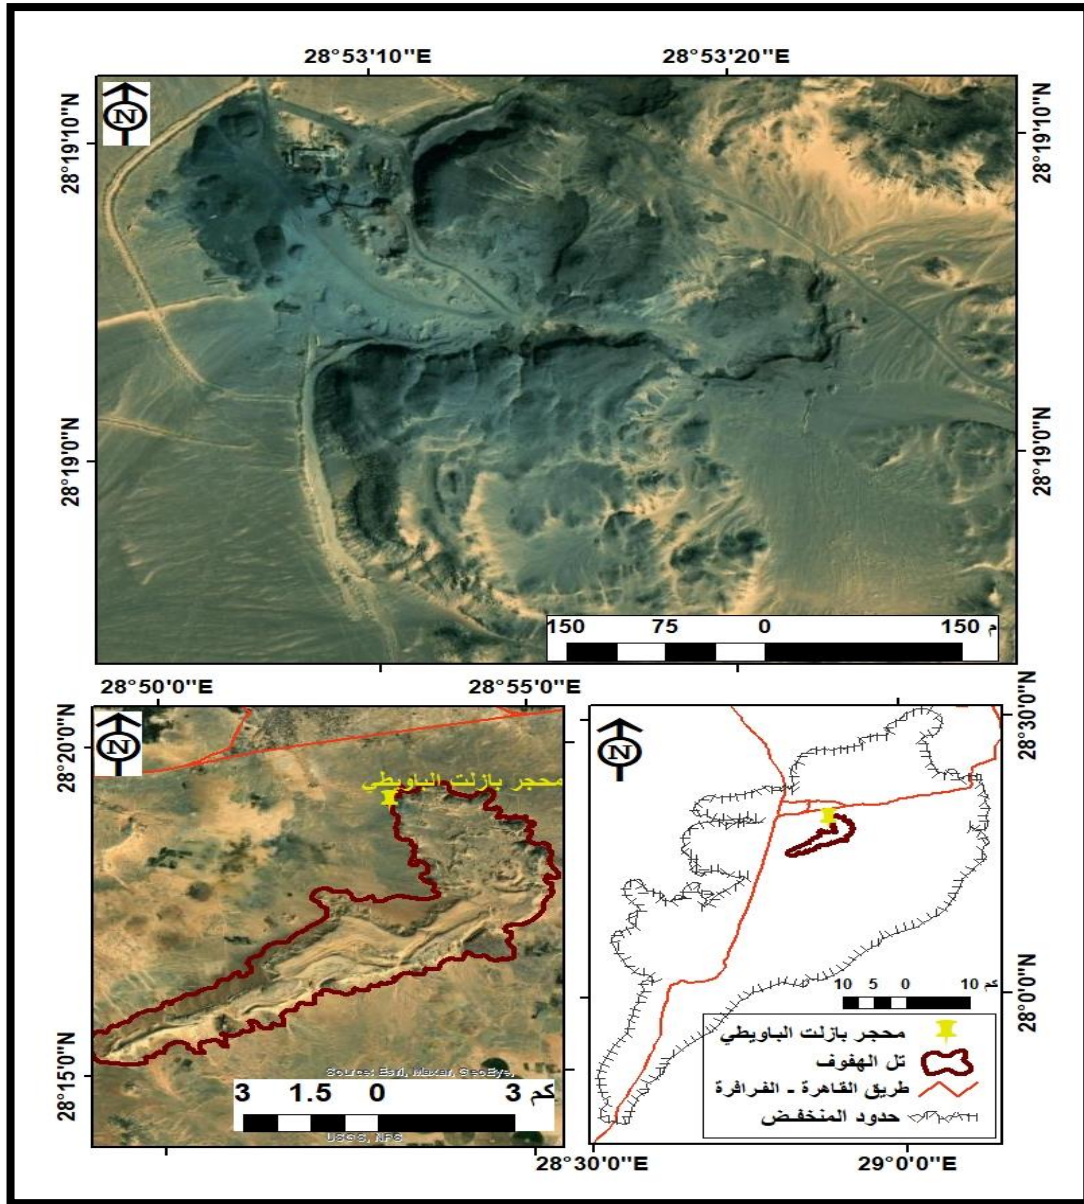 28°53'10"E
28°53'20"E
N
28°19'10"N
28°19'10"N
28°19'0"N
28°19'0"N
150 75 0 150 م
28°50'0"E
28°55'0"E
N
28°20'0"N
محجر بازلت الباويطي
28°15'0"N
Source: Esri, Maxar, GeoEye,
3 1.5 0 3 كم
USGS, NPS
N
28°30'0"N
28°0'0"N
10 5 0 10 كم
محجر بازلت الباويطي
تل الهفوف
طريق القاهرة - الفرافرة
حدود المنخفض
28°30'0"E
29°0'0"E